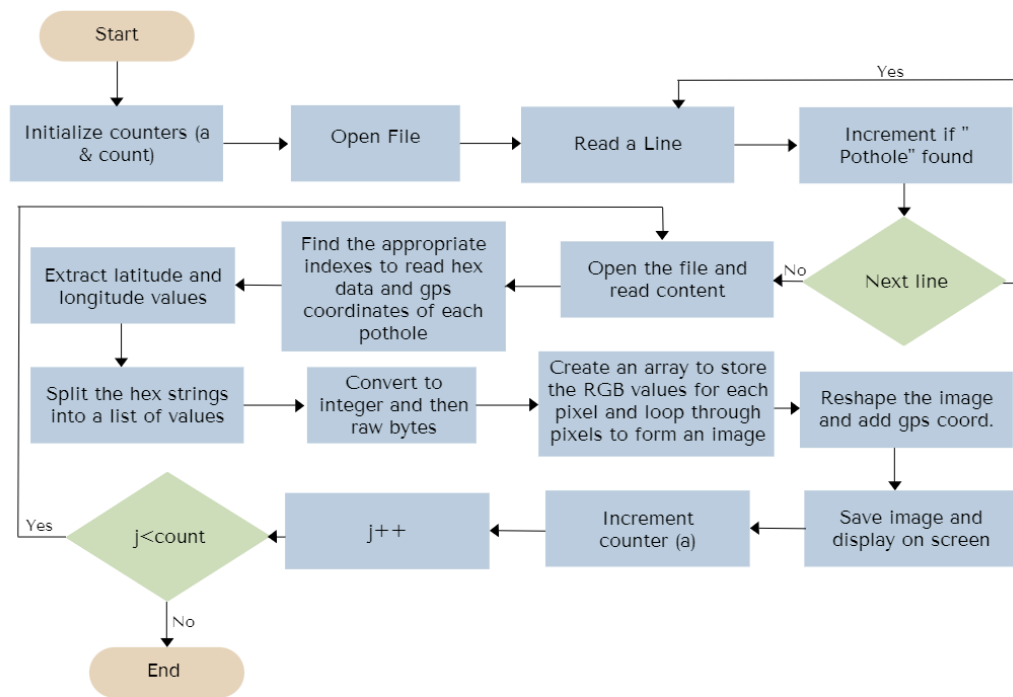 Start
Yes
Initialize counters (a
& count)
Open File
Read a Line
Increment if "
Pothole" found
Next line
No
Open the file and
read content
Find the appropriate
indexes to read hex
data and gps
coordinates of each
pothole
Extract latitude and
longitude values
Split the hex strings
into a list of values
Convert to
integer and then
raw bytes
Create an array to store
the RGB values for each
pixel and loop through
pixels to form an image
Reshape the image
and add gps coord.
Save image and
display on screen
Increment
counter (a)
j++
j<count
Yes
No
End